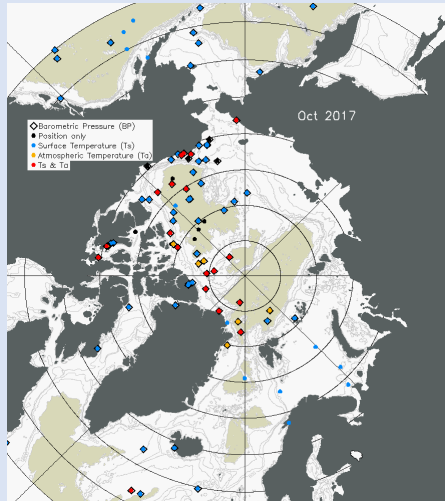 Oct 2017
Barometric Pressure (BP)
Position only
Surface Temperature (Ts)
Atmospheric Temperature (Ta)
Ts & Ta